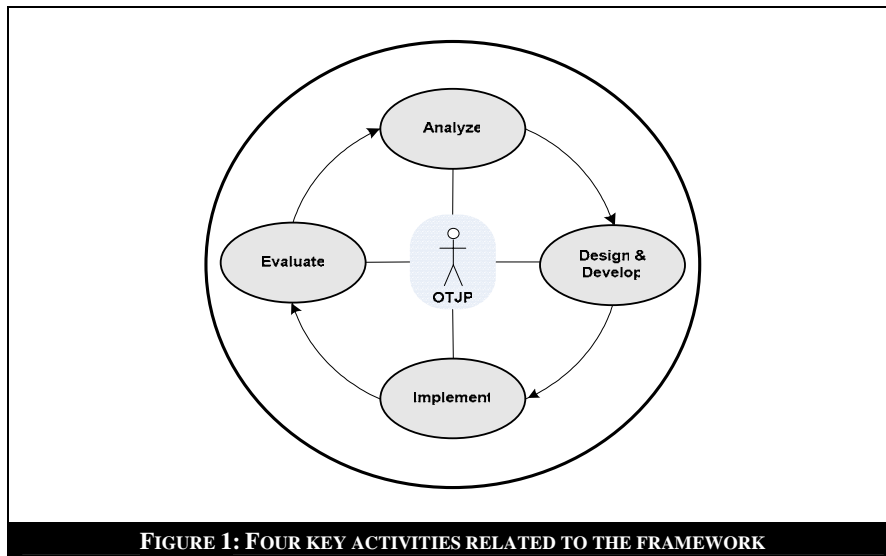 Analyze
Evaluate
Design &
Develop
OTJP
Implement
FIGURE 1: FOUR KEY ACTIVITIES RELATED TO THE FRAMEWORK